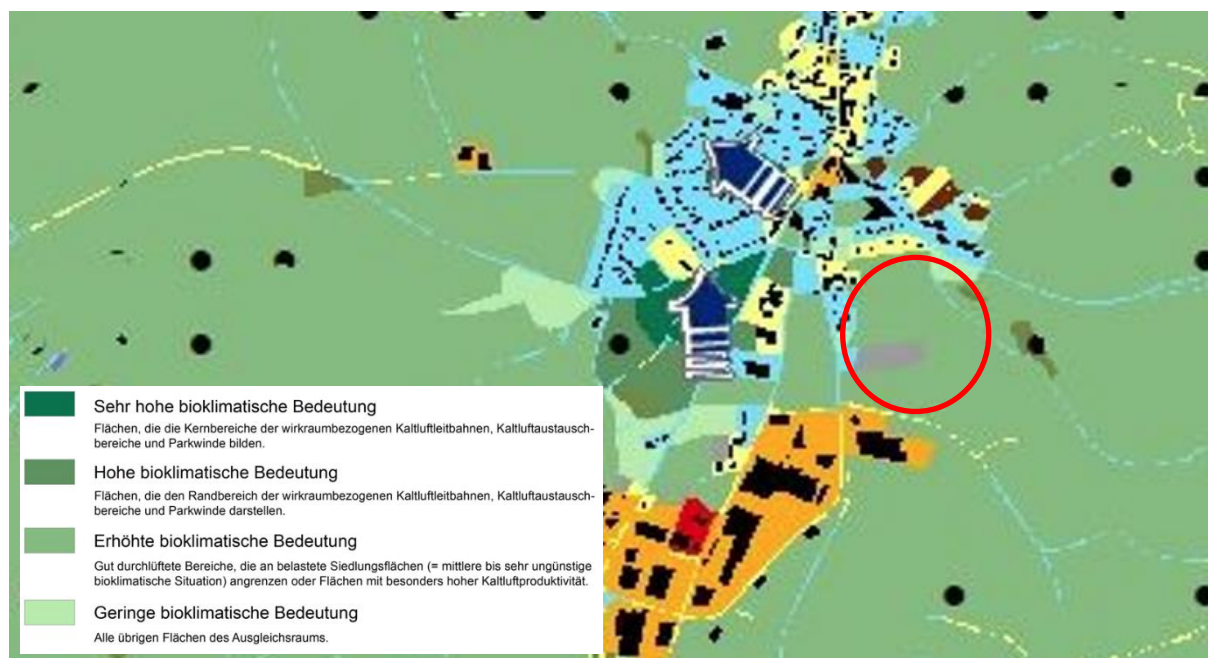 Sehr hohe bioklimatische Bedeutung
Flächen, die die Kernbereiche der wirkraumbezogenen Kaltluftleitbahnen, Kaltluftaustausch-
bereiche und Parkwinde bilden.
Hohe bioklimatische Bedeutung
Flächen, die den Randbereich der wirkraumbezogenen Kaltluftleitbahnen, Kaltluftaustausch-
bereiche und Parkwinde darstellen.
Erhöhte bioklimatische Bedeutung
Gut durchlüftete Bereiche, die an belastete Siedlungsflächen (= mittlere bis sehr ungünstige
bioklimatische Situation) angrenzen oder Flächen mit besonders hoher Kaltluftproduktivität.
Geringe bioklimatische Bedeutung
Alle übrigen Flächen des Ausgleichsraums.